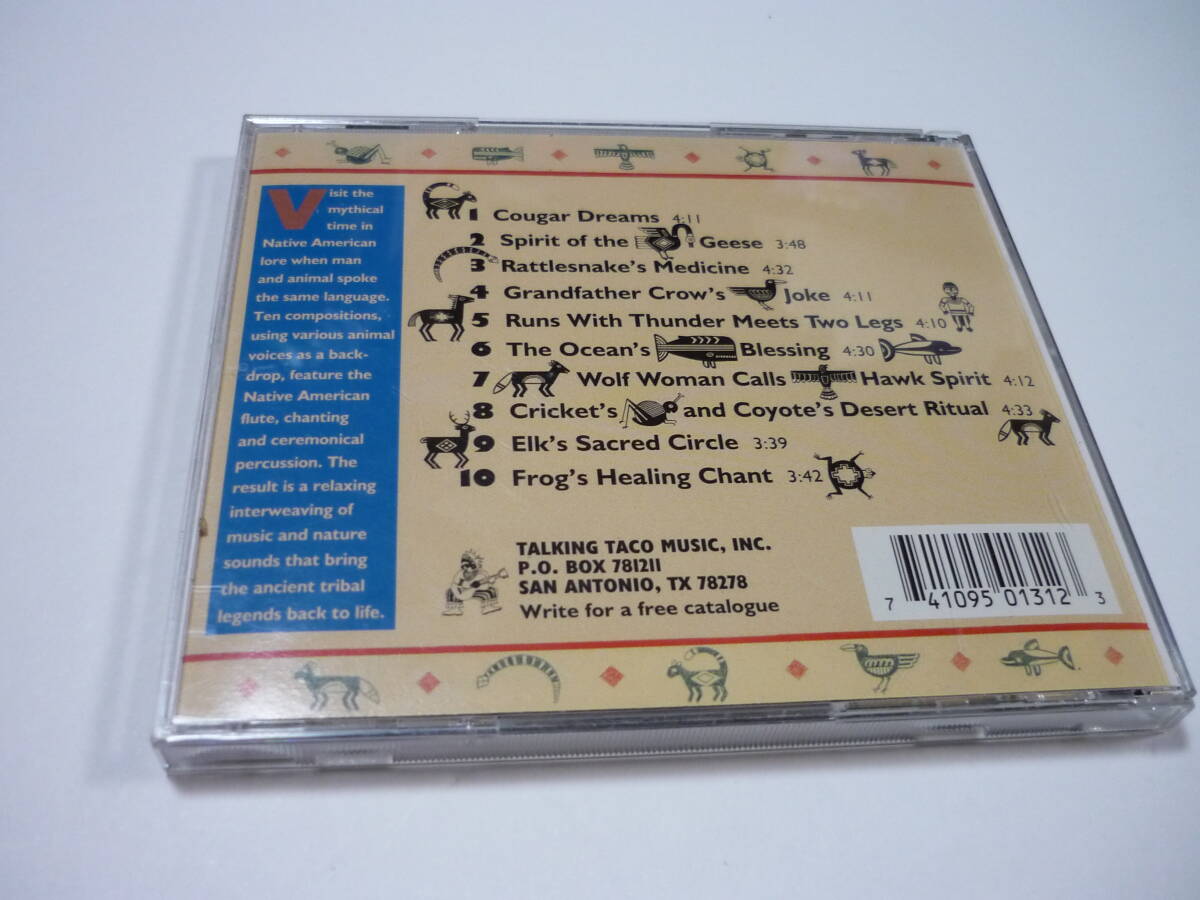 Visit the
mythical
time in
Native American
lore when man
and animal spoke
the same language.
Ten compositions,
using various animal
voices as a back-
drop, feature the
Native American
flute, chanting
and ceremonial
percussion. The
result is a relaxing
interweaving of
music and nature
sounds that bring
the ancient tribal
legends back to life.
1 Cougar Dreams 4:11
2 Spirit of the Geese 3:48
3 Rattlesnake's Medicine 4:32
4 Grandfather Crow's Joke 4:11
5 Runs With Thunder Meets Two Legs 4:10
6 The Ocean's Blessing 4:30
7 Wolf Woman Calls Hawk Spirit 4:12
8 Cricket's and Coyote's Desert Ritual 4:33
9 Elk's Sacred Circle 3:39
10 Frog's Healing Chant 3:42
TALKING TACO MUSIC, INC.
P.O. BOX 781211
SAN ANTONIO, TX 78278
Write for a free catalogue
7 41095 01312 3